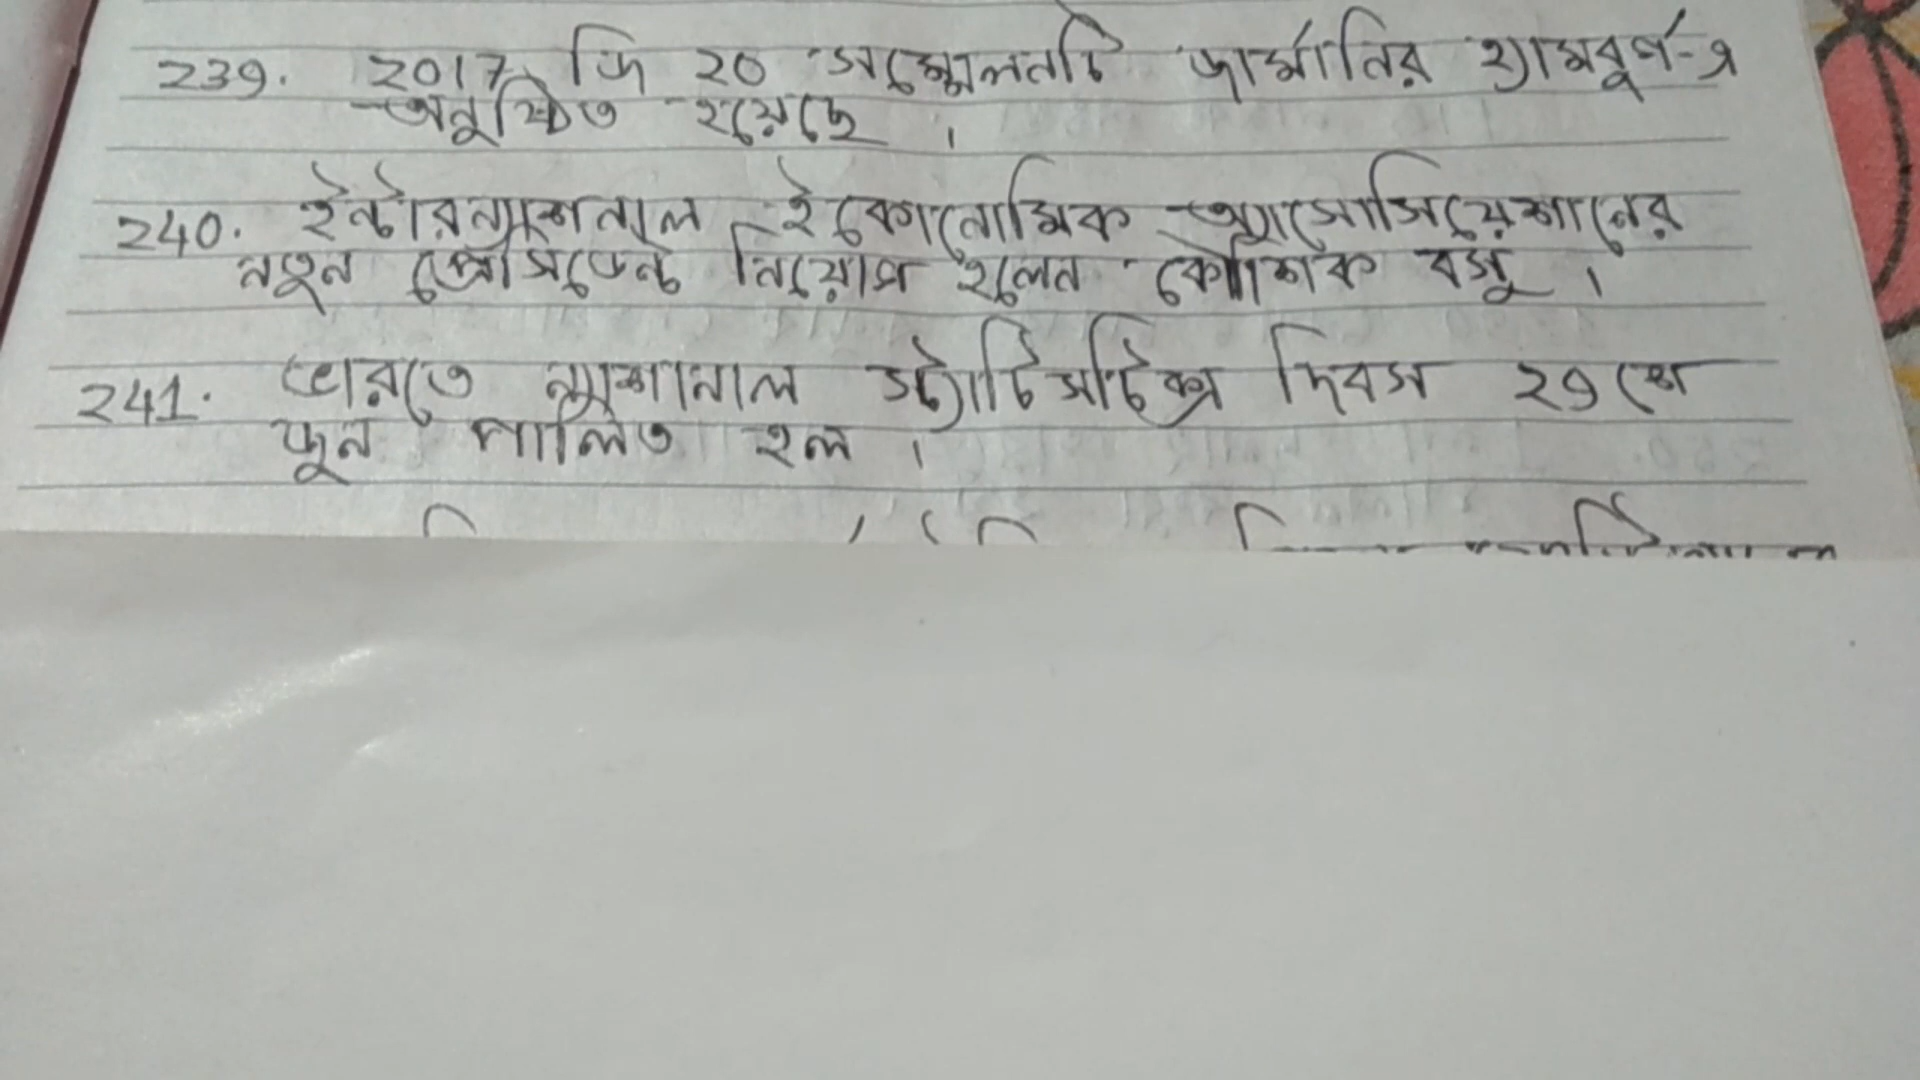 239. 2017 জি 20 সম্মেলনটি জার্মানির হ্যামবুর্গ-এ
অনুষ্ঠিত হয়েছে ।
240. ইন্টারন্যাশনাল ইকোনোমিক অ্যাসোসিয়েশানের
নতুন প্রেসিডেন্ট নিয়োগ হলেন কৌশিক বসু ।
241. ভারতে ন্যাশানাল স্ট্যাটিসটিক্স দিবস 29 শে
জুন পালিত হল ।